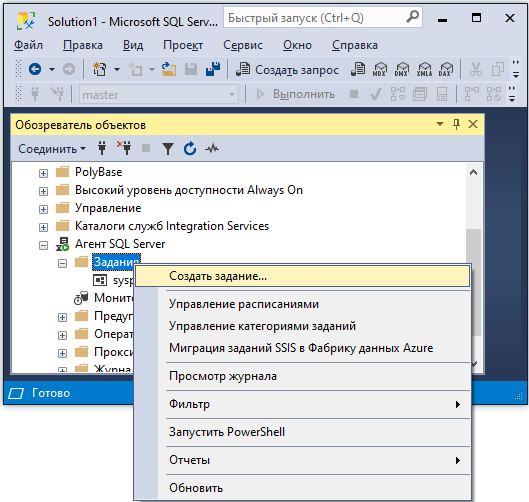 Solution1 - Microsoft SQL Serv...
Быстрый запуск (Ctrl+Q)
Файл Правка Вид Проект Сервис Окно Справка
Создать запрос MDX DMX XMLA DAX
master Выполнить
Обозреватель объектов
Соединить
PolyBase
Высокий уровень доступности Always On
Управление
Каталоги служб Integration Services
Агент SQL Server
Задания
sysp
Создать задание...
Монито
Управление расписаниями
Предуп
Управление категориями заданий
Операт
Миграция заданий SSIS в Фабрику данных Azure
Прокси
Журна
Просмотр журнала
Готово
Фильтр
Запустить PowerShell
Отчеты
Обновить